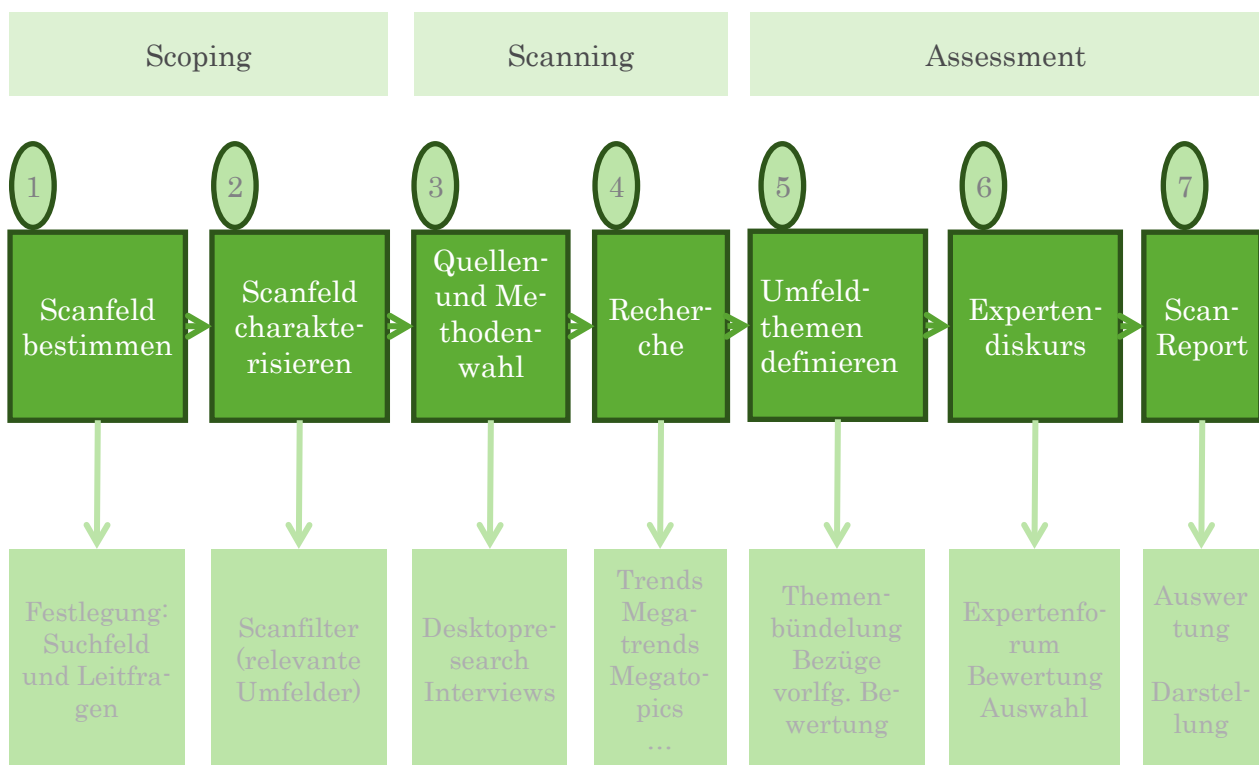 Scoping
Scanning
Assessment
1
2
3
4
5
6
7
Scanfeld
bestimmen
Scanfeld
charakte-
risieren
Quellen-
und Me-
thoden-
wahl
Recher-
che
Umfeld-
themen
definieren
Experten-
diskurs
Scan-
Report
Festlegung:
Suchfeld
und Leitfra-
gen
Scanfilter
(relevante
Umfelder)
Desktopre-
search
Interviews
Trends
Mega-
trends
Megato-
pics
…
Themen-
bündelung
Bezüge
vorlfg. Be-
wertung
Expertenfo-
rum
Bewertung
Auswahl
Auswer
tung
Darstel-
lung